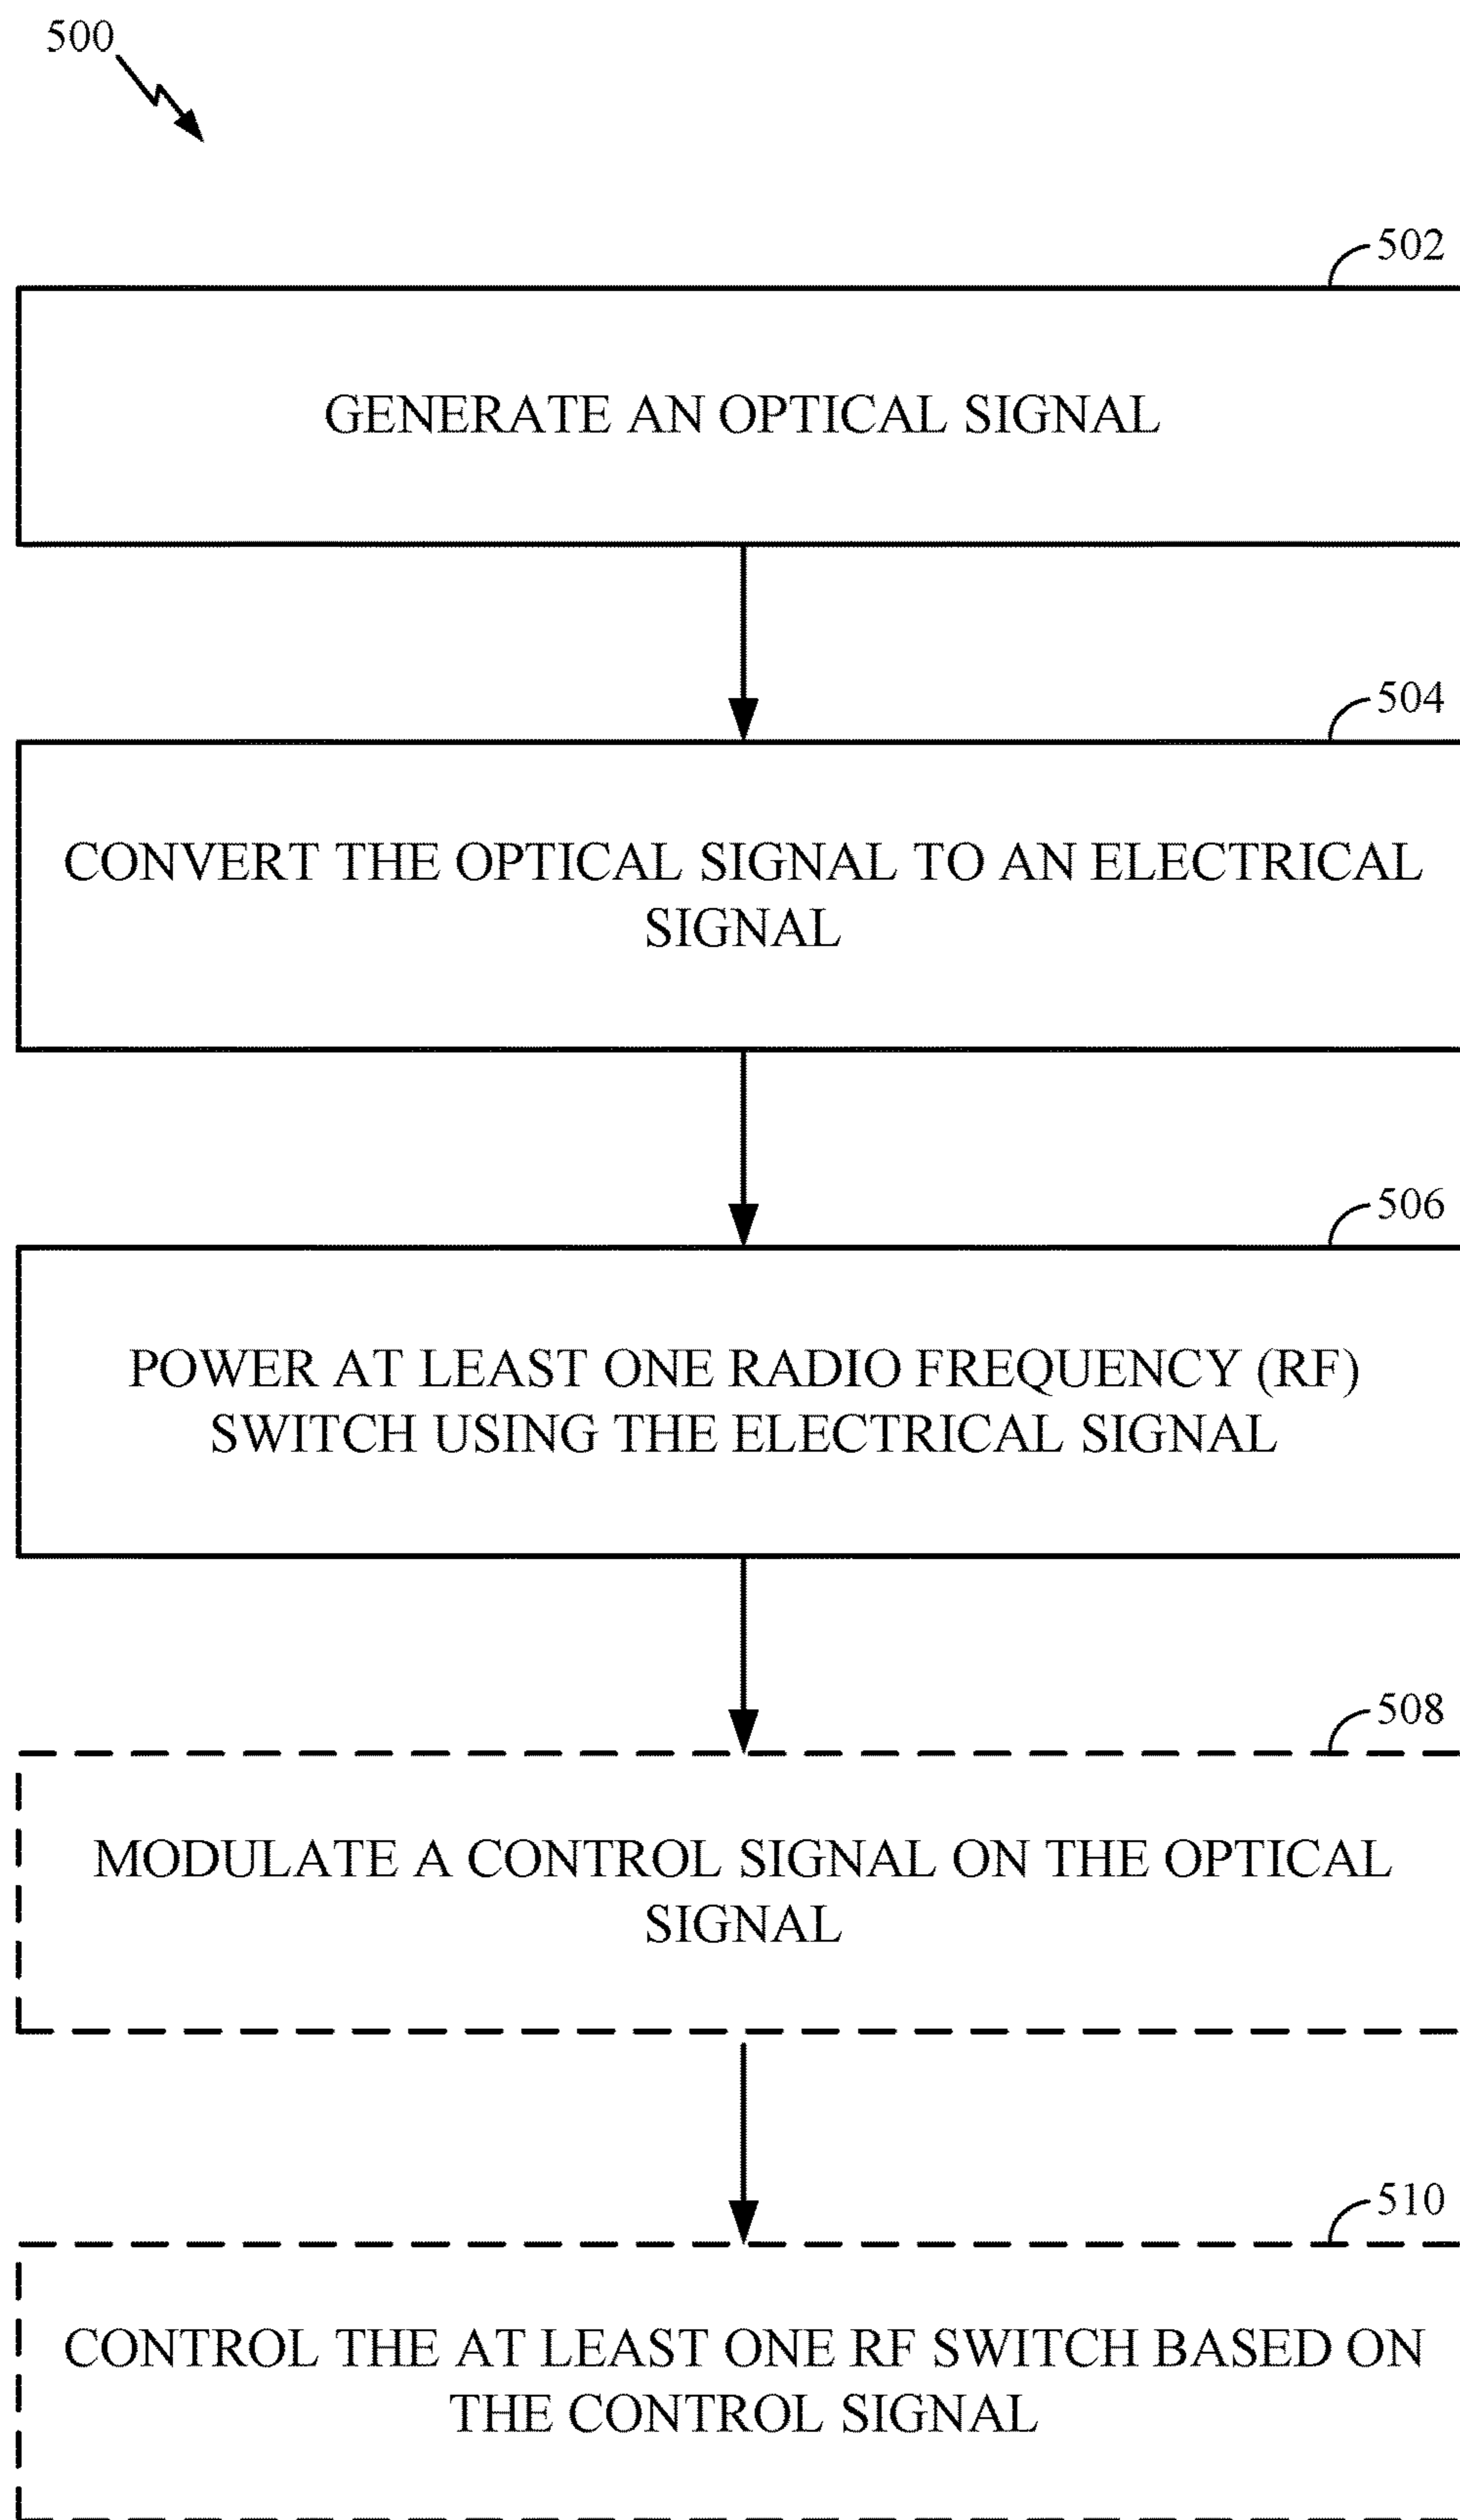 500
502
GENERATE AN OPTICAL SIGNAL
504
CONVERT THE OPTICAL SIGNAL TO AN ELECTRICAL
SIGNAL
506
POWER AT LEAST ONE RADIO FREQUENCY (RF)
SWITCH USING THE ELECTRICAL SIGNAL
508
MODULATE A CONTROL SIGNAL ON THE OPTICAL
SIGNAL
510
CONTROL THE AT LEAST ONE RF SWITCH BASED ON
THE CONTROL SIGNAL